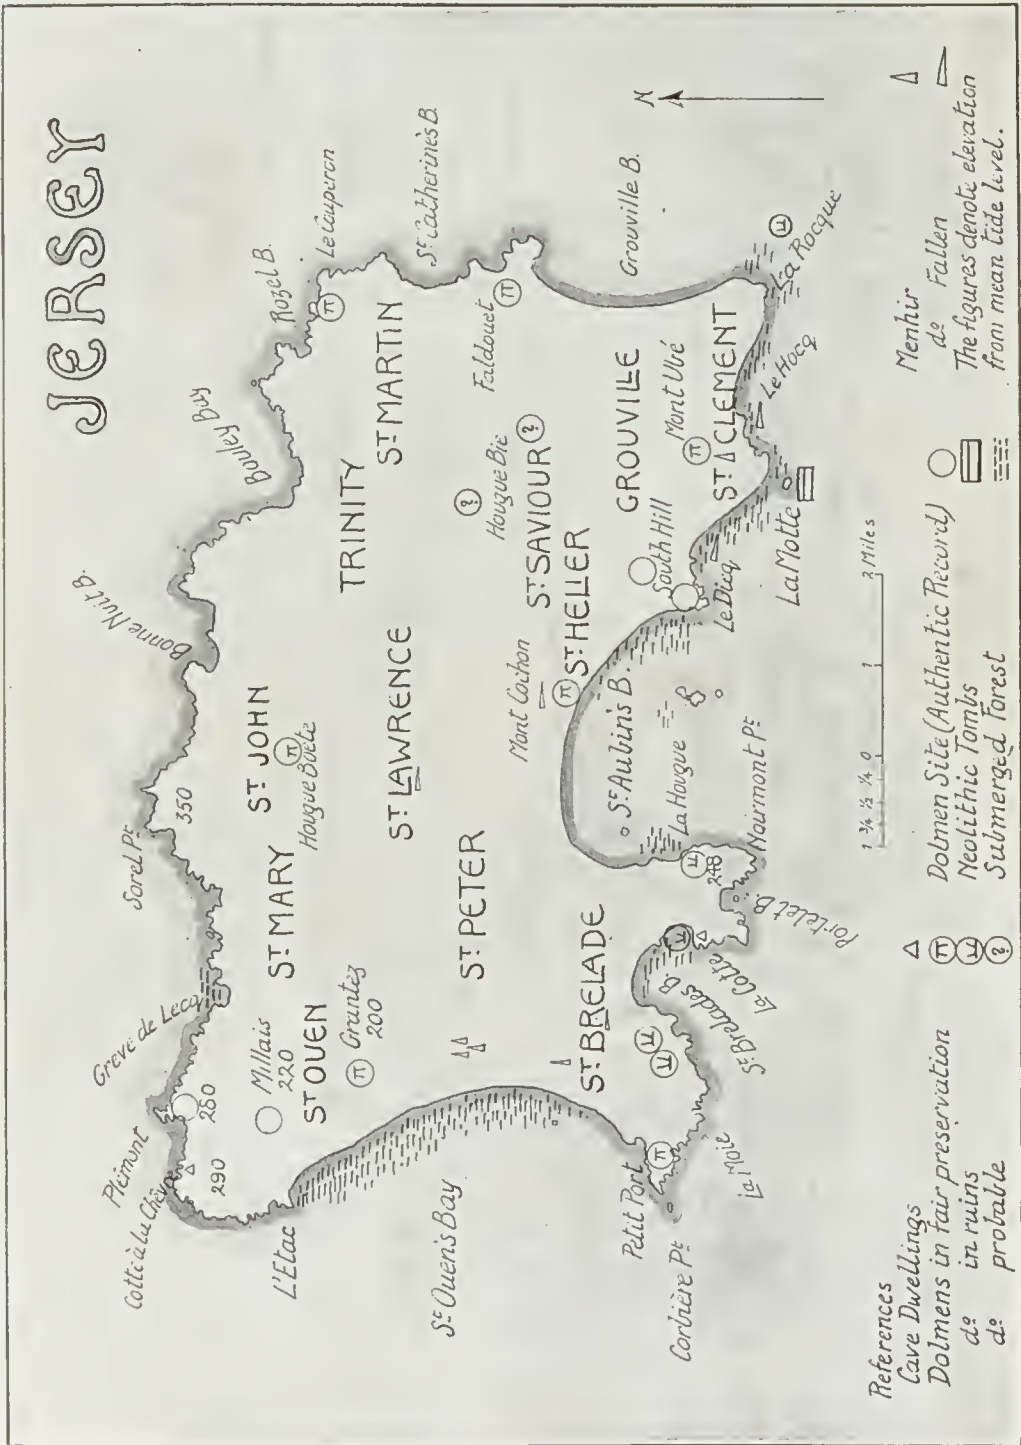 JERSEY
Sorel Pt
350
Bonne Nuit B.
Bouley Bay
Rozel B.
Le Couperon
Greve de Lecq
Plémont
Cotte à la Chêvre
290
260
Millais
220
ST OUEN
Grantez
200
ST MARY
ST JOHN
Hougue Boëte
TRINITY
ST MARTIN
St Catherine's B.
L'Etac
St Ouen's Bay
ST PETER
ST LAWRENCE
Mont Cochon
Hougue Bie
ST SAVIOUR
Faldouet
GROUVILLE
Grouville B.
ST HELIER
South Hill
Mont Ubé
ST CLEMENT
Le Hocq
La Rocque
Le Dicq
La Motte
St Aubin's B.
La Hougue
248
Noirmont Pt
Portelet B.
La Cotte
St Brelades B.
ST BRELADE
La Moie
Petit Port
Corbière Pt
N
1 3/4 1/2 1/4 0 1 2 Miles
References
Cave Dwellings
Dolmens in fair preservation π
do in ruins
do probable ?
Dolmen Site (Authentic Record)
Neolithic Tombs
Submerged Forest
Menhir
do Fallen
The figures denote elevation
from mean tide level.